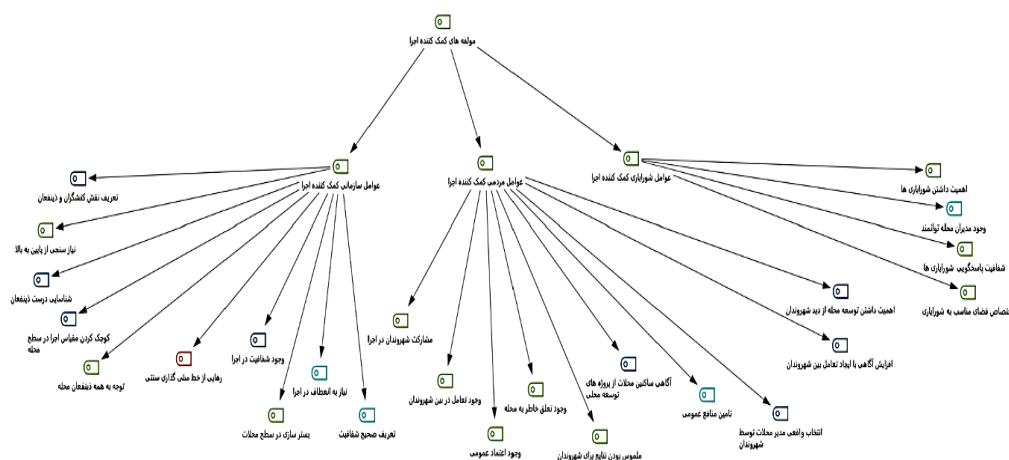 مولفه های کمک کننده اجرا
عوامل شورایاری کمک کننده اجرا
عوامل مردمی کمک کننده اجرا
عوامل سازمانی کمک کننده اجرا
اهمیت داشتن شورایاری ها
وجود مدیران محله توانمند
شفافیت پاسخگویی شورایاری ها
فضای مناسب به شورایاری
اهمیت داشتن توسعه محله از دید شهروندان
افزایش آگاهی با ایجاد تعامل بین شهروندان
انتخاب واقعی مدیر محلات توسط
شهروندان
تامین منافع عمومی
آگاهی ساکنین محلات از پروژه های
توسعه محلی
ملموس بودن نتایج برای شهروندان
وجود تعلق خاطر به محله
وجود اعتماد عمومی
وجود تعامل در بین شهروندان
مشارکت شهروندان در اجرا
تعریف صحیح شفافیت
نیاز به انعطاف در اجرا
بستر سازی در سطح محلات
وجود شفافیت در اجرا
رهایی از خط مشی گذاری سنتی
توجه به همه ذینفعان محله
کوچک کردن مقیاس اجرا در سطح
محله
شناسایی درست ذینفعان
نیاز سنجی از پایین به بالا
تعریف نقش کنشگران و ذینفعان